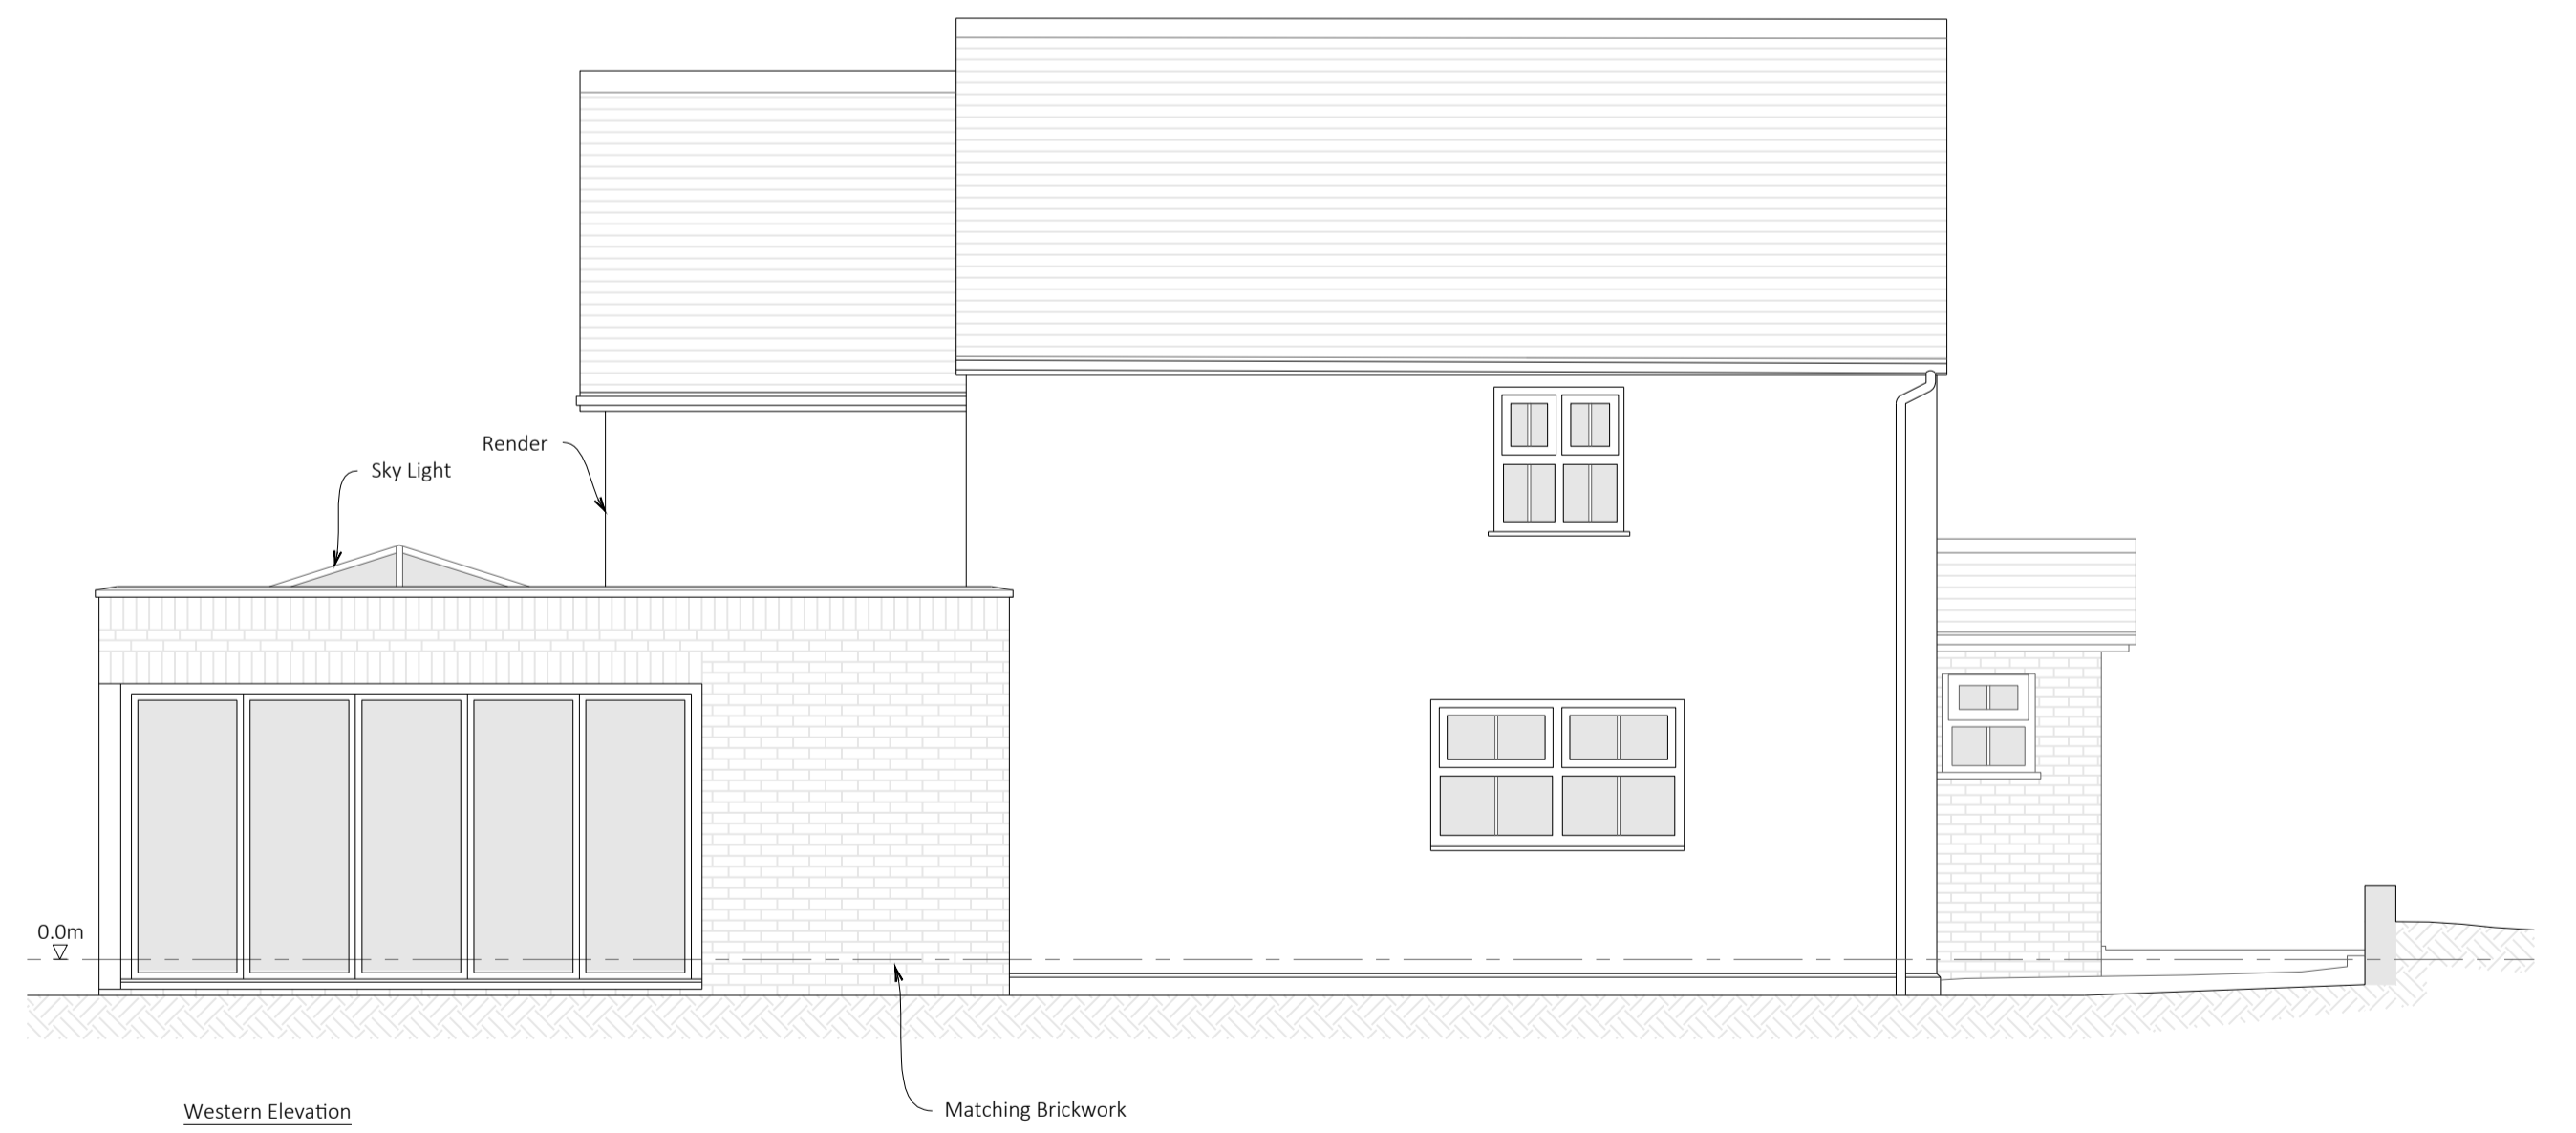 Render
Sky Light
0.0m
Western Elevation
Matching Brickwork